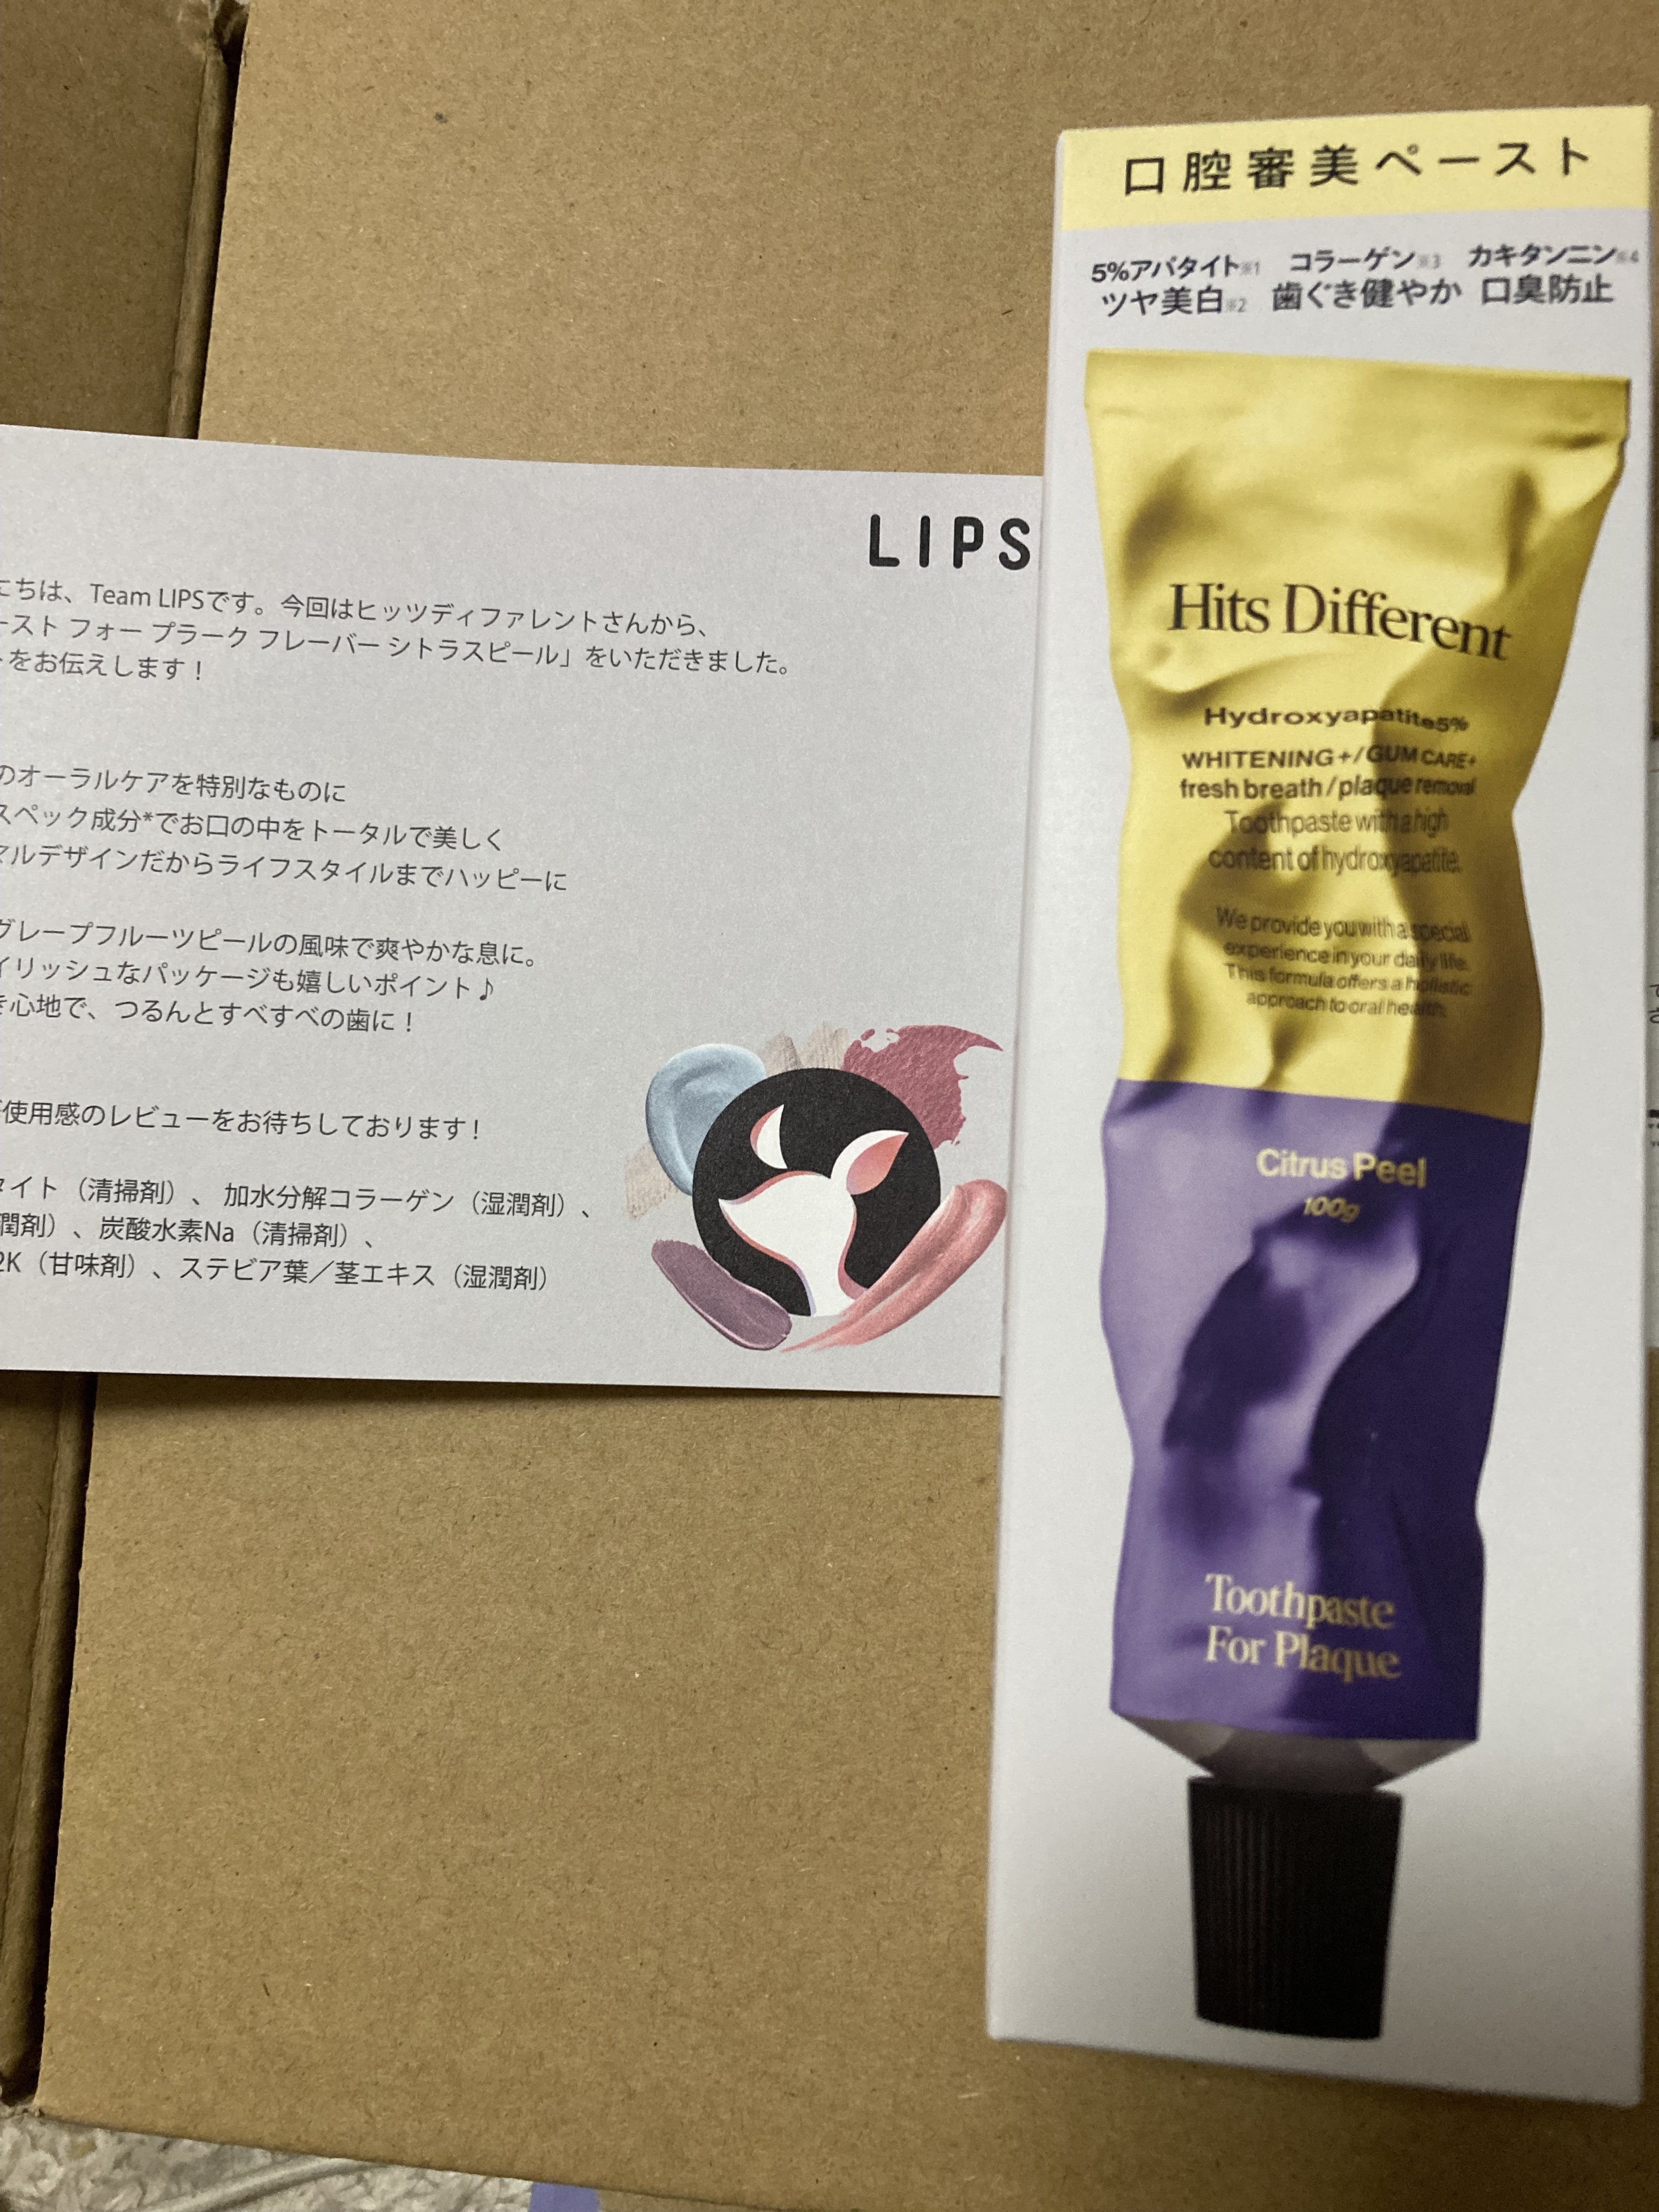 LIPS
にちは、Team LIPSです。今回はヒッツディファレントさんから、
ースト フォー プラーク フレーバー シトラスピール」をいただきました。
をお伝えします！
のオーラルケアを特別なものに
スペック成分*でお口の中をトータルで美しく
マルデザインだからライフスタイルまでハッピーに
グレープフルーツピールの風味で爽やかな息に。
イリッシュなパッケージも嬉しいポイント♪
き心地で、つるんとすべすべの歯に！
使用感のレビューをお待ちしております！
タイト（清掃剤）、加水分解コラーゲン（湿潤剤）、
潤剤）、炭酸水素Na（清掃剤）、
2K（甘味剤）、ステビア葉／茎エキス（湿潤剤）
口腔審美ペースト
5%アパタイト※1 コラーゲン※3 カキタンニン※4
ツヤ美白※2 歯ぐき健やか 口臭防止
Hits Different
Hydroxyapatite5%
WHITENING+/GUM CARE+
fresh breath/plaque removal
Toothpaste with a high
content of hydroxyapatite.
We provide you with a special
experience in your daily life.
This formula offers a holistic
approach to oral health.
Citrus Peel
100g
Toothpaste
For Plaque